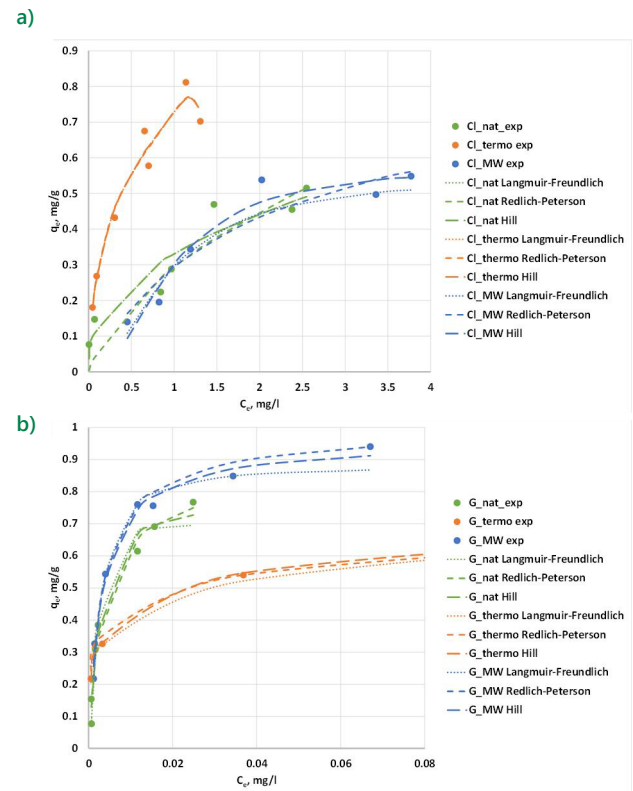 a)
0.9
0.8
0.7
0.6
0.5
0.4
0.3
0.2
0.1
0
qe, mg/g
0 0.5 1 1.5 2 2.5 3 3.5 4
Ce, mg/l
Cl_nat_exp
Cl_termo exp
Cl_MW exp
Cl_nat Langmuir-Freundlich
Cl_nat Redlich-Peterson
Cl_nat Hill
Cl_thermo Langmuir-Freundlich
Cl_thermo Redlich-Peterson
Cl_thermo Hill
Cl_MW Langmuir-Freundlich
Cl_MW Redlich-Peterson
Cl_MW Hill
b)
1
0.9
0.8
0.7
0.6
0.5
0.4
0.3
0.2
0.1
0
qe, mg/g
0 0.02 0.04 0.06 0.08
Ce, mg/l
G_nat_exp
G_termo exp
G_MW exp
G_nat Langmuir-Freundlich
G_nat Redlich-Peterson
G_nat Hill
G_thermo Langmuir-Freundlich
G_thermo Redlich-Peterson
G_thermo Hill
G_MW Langmuir-Freundlich
G_MW Redlich-Peterson
G_MW Hill